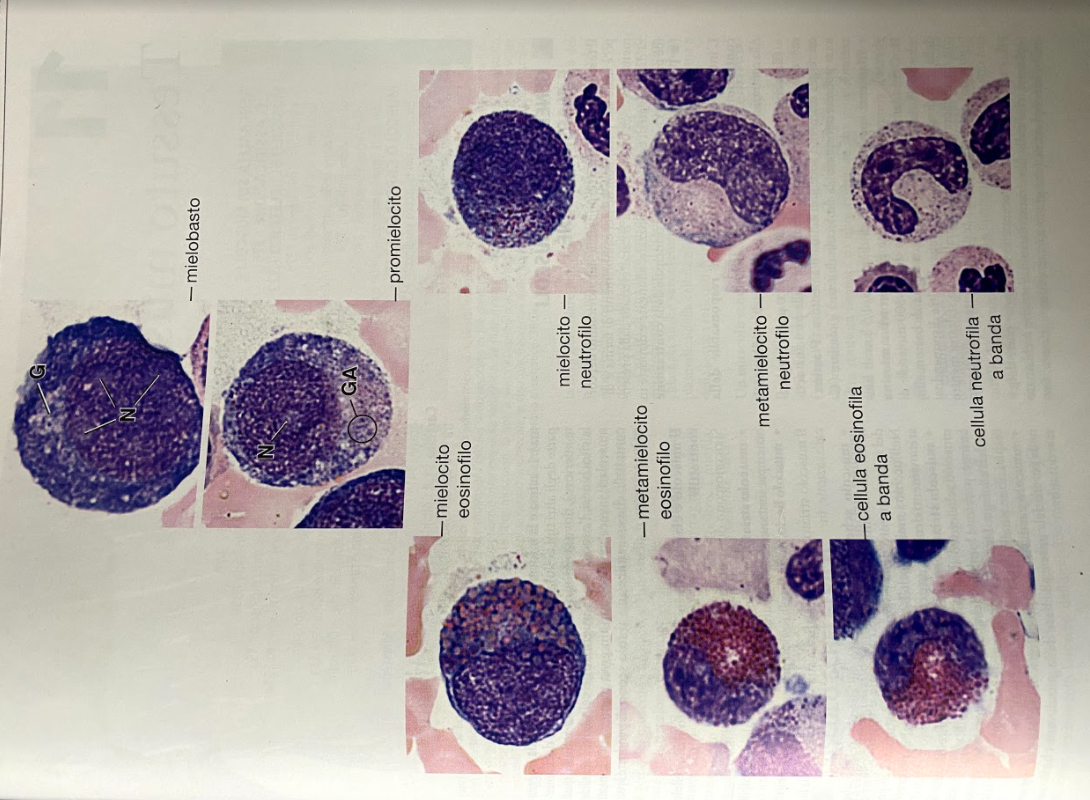 G
N
mielobasto
N
GA
promielocito
mielocito
eosinofilo
mielocito
neutrofilo
metamielocito
eosinofilo
metamielocito
neutrofilo
cellula eosinofila
a banda
cellula neutrofila
a banda